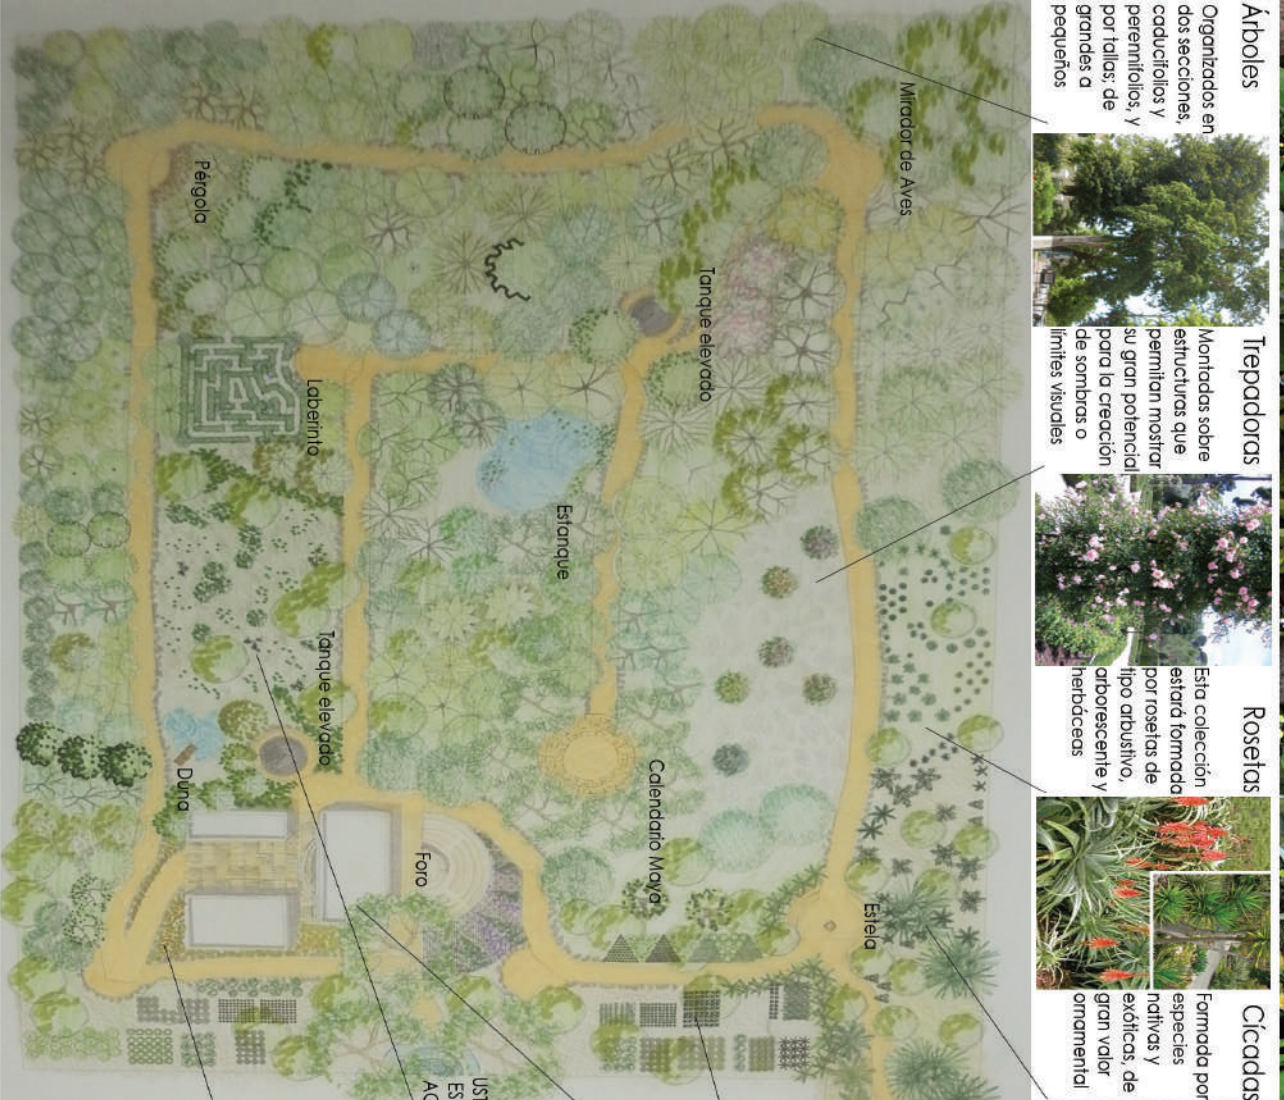 Árboles
Organizados en
dos secciones,
caducifolios y
perennifolios, y
por tallas; de
grandes a
pequeños
Trepadoras
Montadas sobre
estructuras que
permitan mostrar
su gran potencial
para la creación
de sombras o
límites visuales
Rosetas
Esta colección
estará formada
por rosetas de
tipo arbustivo,
arborescente y
herbáceas
Cícadas
Formada por
especies
nativas y
exóticas, de
gran valor
ornamental
Mirador de Aves
Estela
Tanque elevado
Calendario Maya
Estanque
Foro
Tanque elevado
Laberinto
Pérgola
Duna